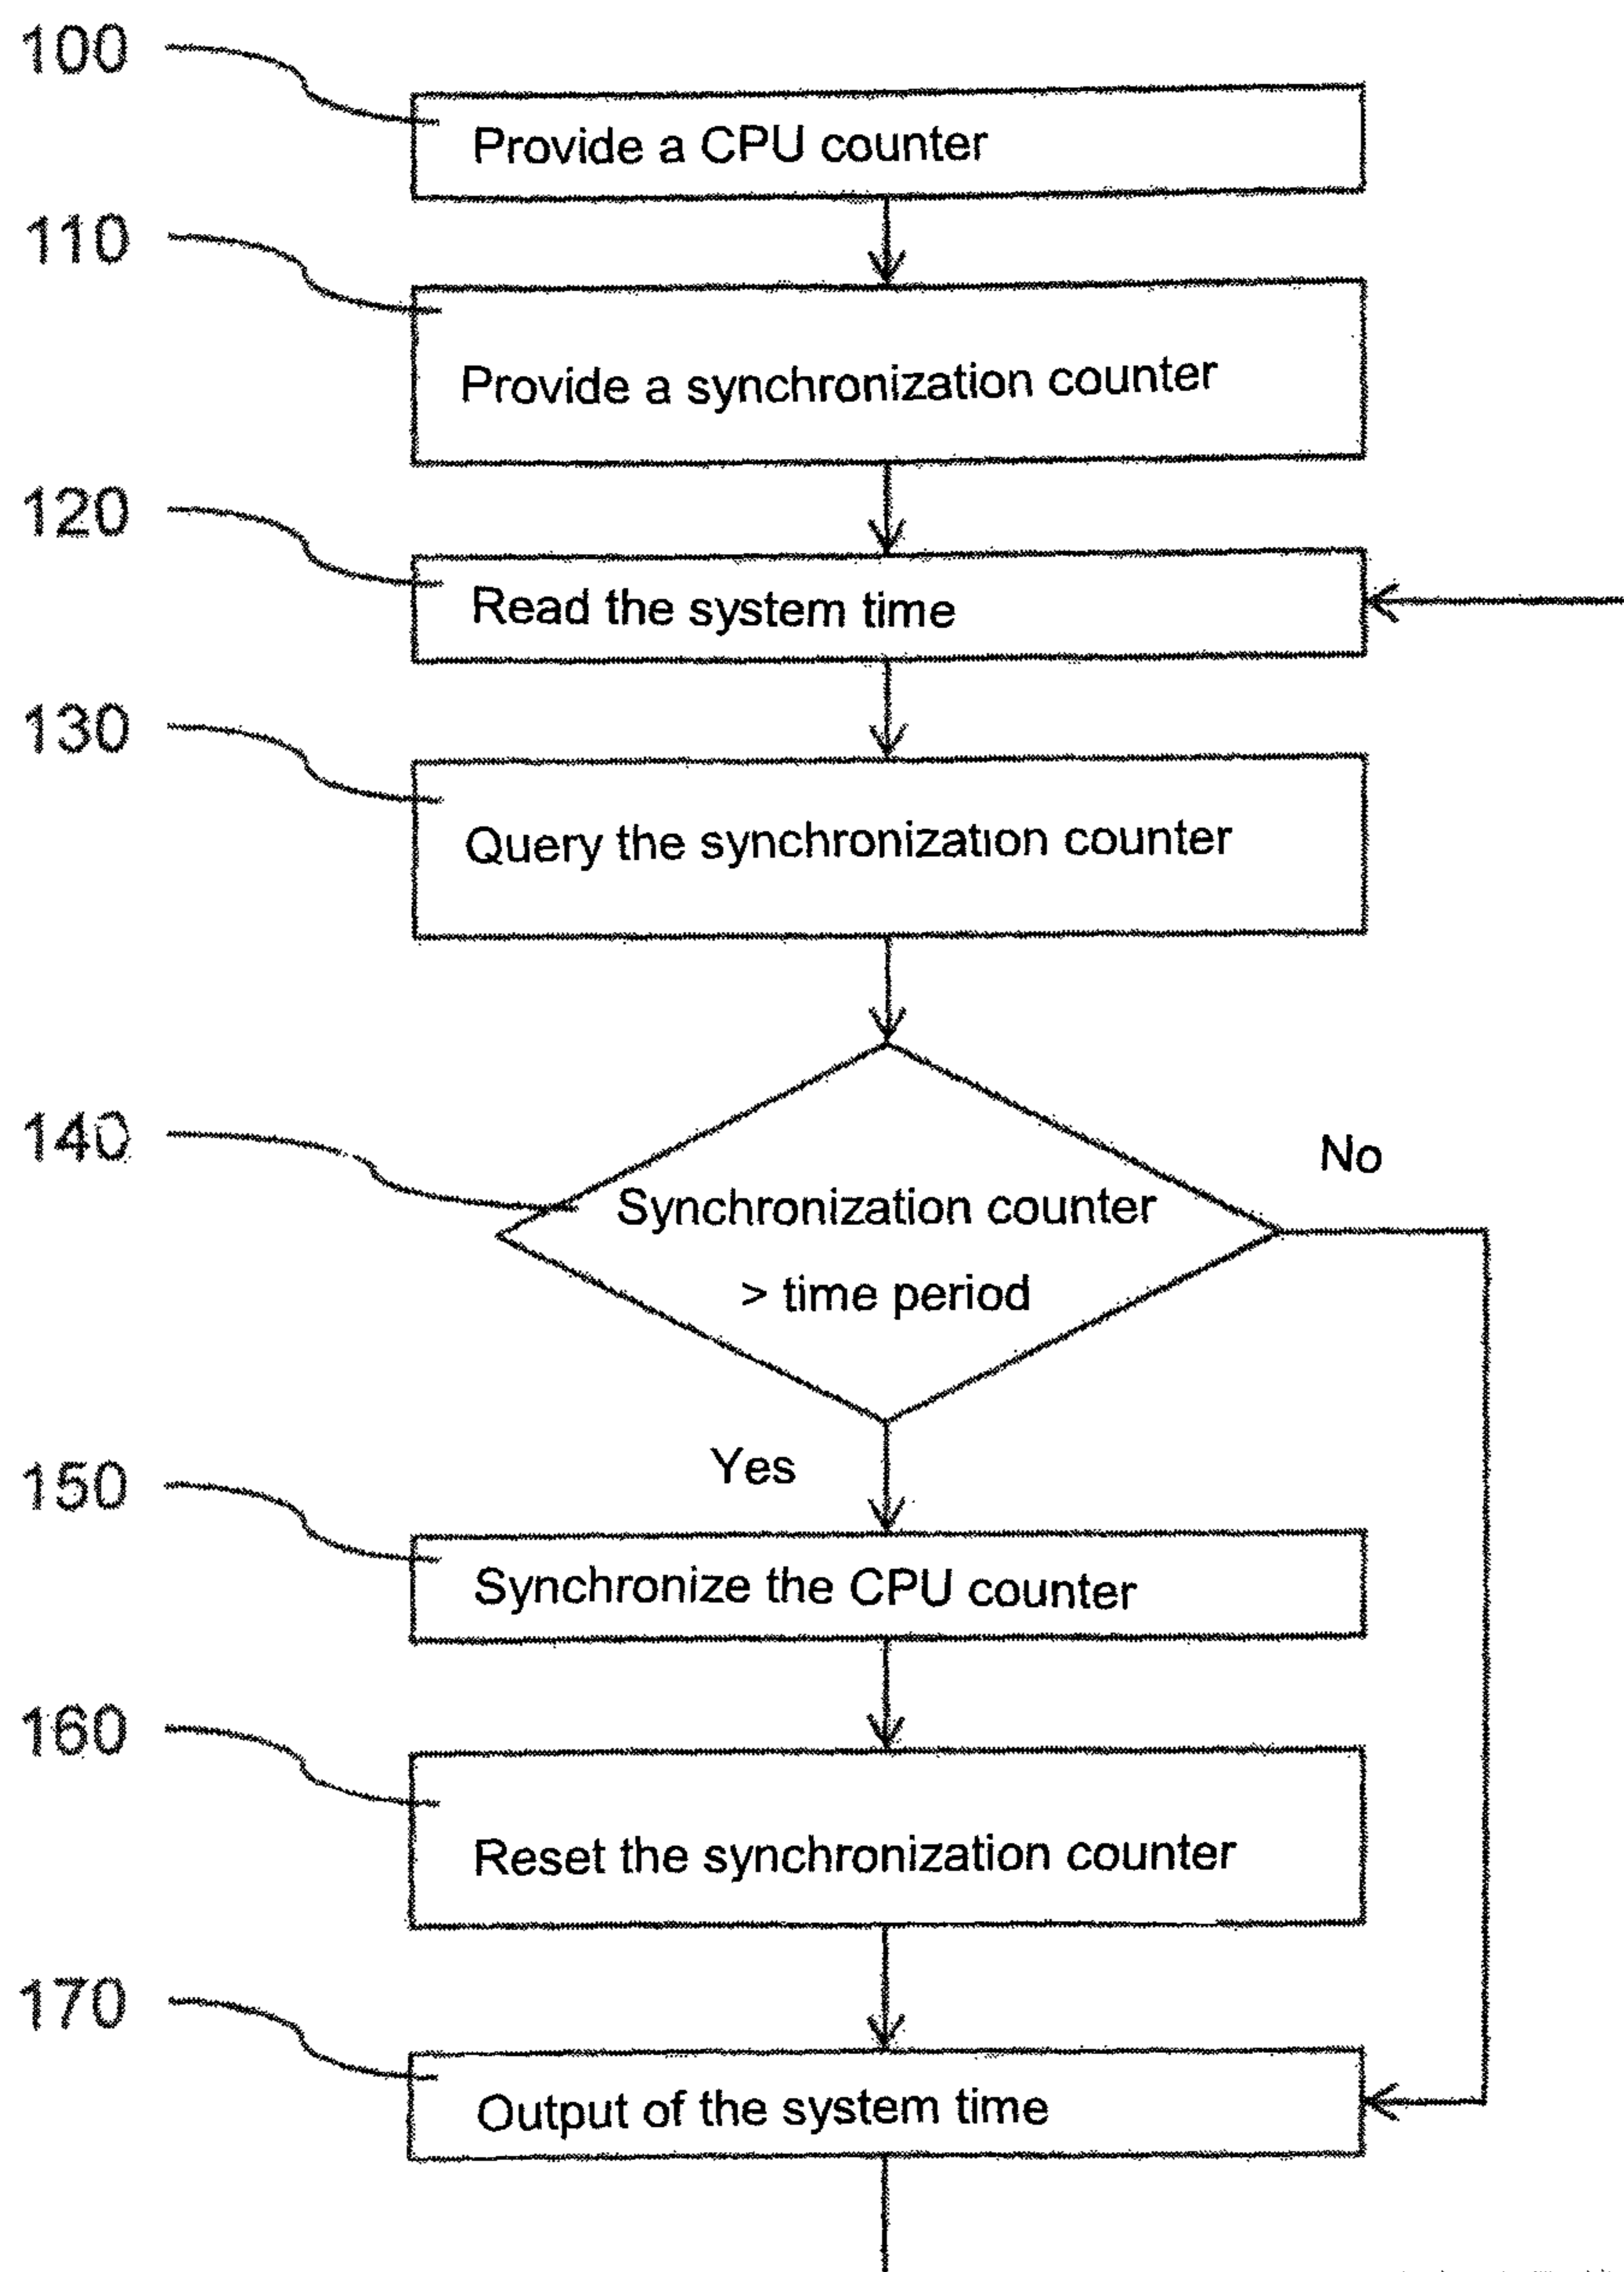 100
Provide a CPU counter
110
Provide a synchronization counter
120
Read the system time
130
Query the synchronization counter
140
No
Synchronization counter
> time period
Yes
150
Synchronize the CPU counter
160
Reset the synchronization counter
170
Output of the system time